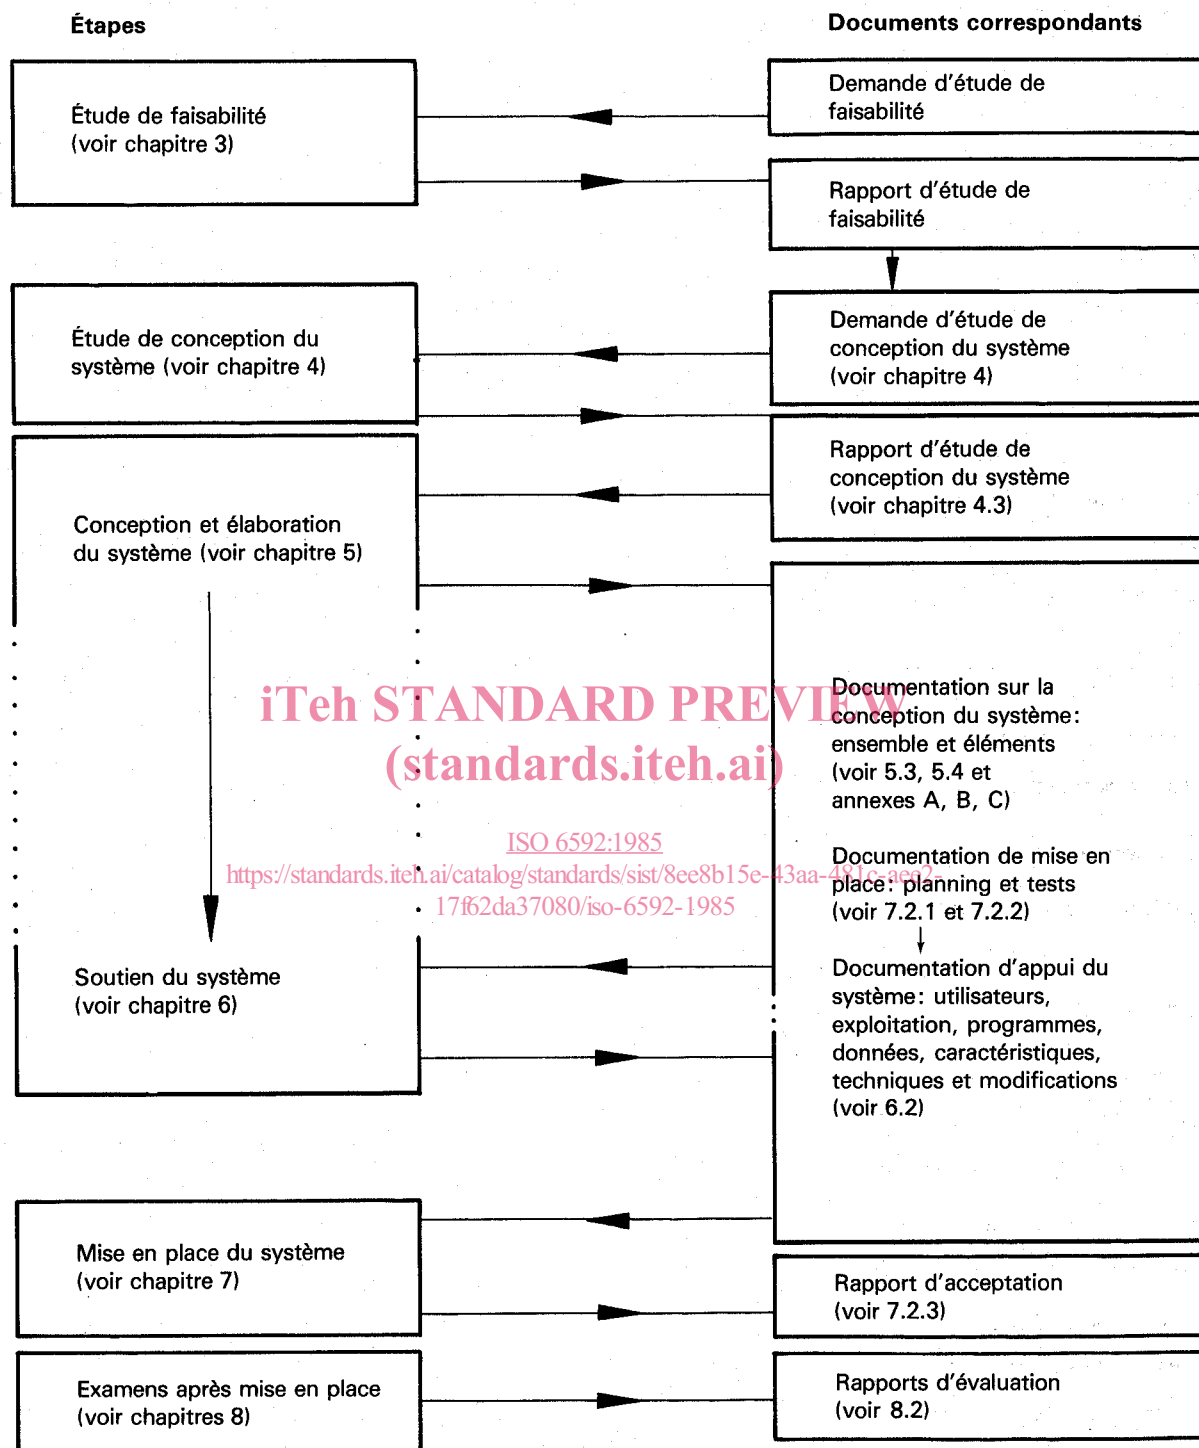 Étapes
Documents correspondants
Étude de faisabilité
(voir chapitre 3)
Demande d'étude de
faisabilité
Rapport d'étude de
faisabilité
Étude de conception du
système (voir chapitre 4)
Demande d'étude de
conception du système
(voir chapitre 4)
Rapport d'étude de
conception du système
(voir chapitre 4.3)
Conception et élaboration
du système (voir chapitre 5)
Documentation sur la
conception du système:
ensemble et éléments
(voir 5.3, 5.4 et
annexes A, B, C)
Documentation de mise en
place: planning et tests
(voir 7.2.1 et 7.2.2)
iTeh STANDARD PREVIEW
(standards.iteh.ai)
ISO 6592:1985
https://standards.iteh.ai/catalog/standards/sist/8ee8b15e-43aa-481c-aee2-
17f62da37080/iso-6592-1985
Soutien du système
(voir chapitre 6)
Documentation d'appui du
système: utilisateurs,
exploitation, programmes,
données, caractéristiques,
techniques et modifications
(voir 6.2)
Mise en place du système
(voir chapitre 7)
Rapport d'acceptation
(voir 7.2.3)
Examens après mise en place
(voir chapitres 8)
Rapports d'évaluation
(voir 8.2)